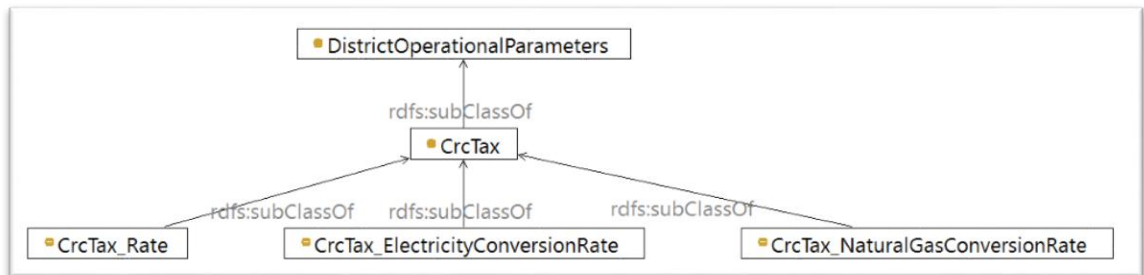 DistrictOperationalParameters
rdfs:subClassOf
CrcTax
rdfs:subClassOf rdfs:subClassOf rdfs:subClassOf
CrcTax_Rate CrcTax_ElectricityConversionRate CrcTax_NaturalGasConversionRate